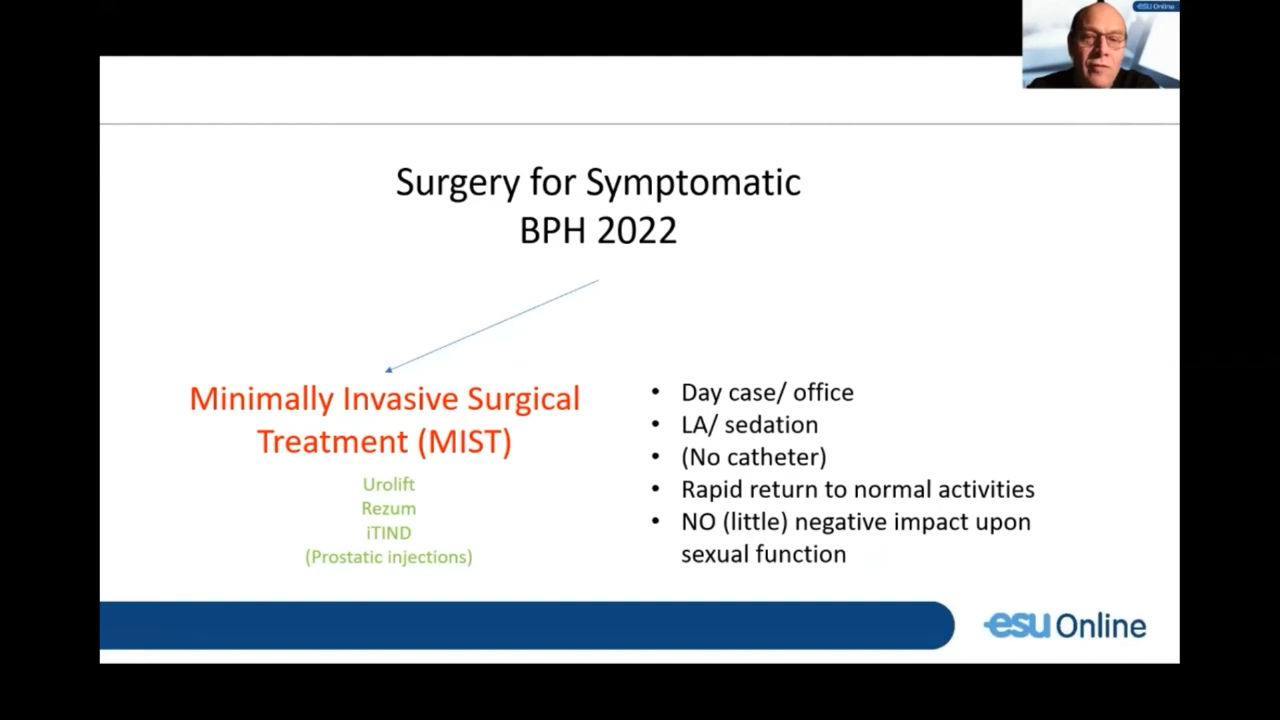 esu Online
Surgery for Symptomatic
BPH 2022
Minimally Invasive Surgical
Treatment (MIST)
Urolift
Rezum
iTIND
(Prostatic injections)
• Day case/ office
• LA/ sedation
• (No catheter)
• Rapid return to normal activities
• NO (little) negative impact upon
sexual function
esu Online